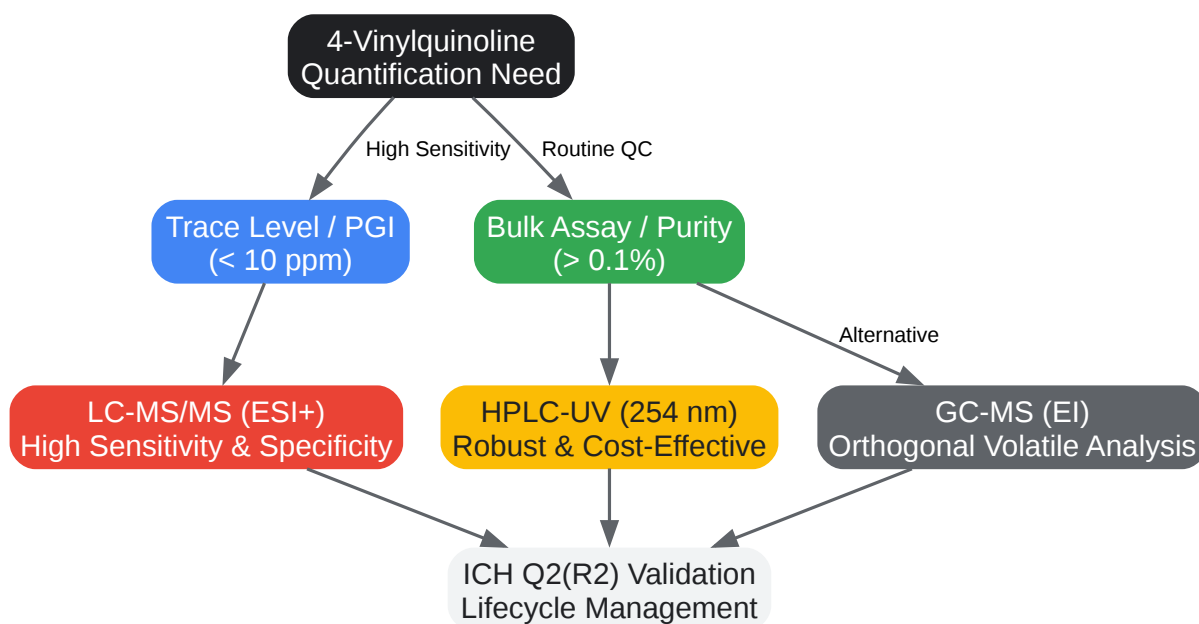 4-Vinylquinoline
Quantification Need
High Sensitivity
Routine QC
Trace Level / PGI
(< 10 ppm)
Bulk Assay / Purity
(> 0.1%)
Alternative
LC-MS/MS (ESI+)
High Sensitivity & Specificity
HPLC-UV (254 nm)
Robust & Cost-Effective
GC-MS (EI)
Orthogonal Volatile Analysis
ICH Q2(R2) Validation
Lifecycle Management